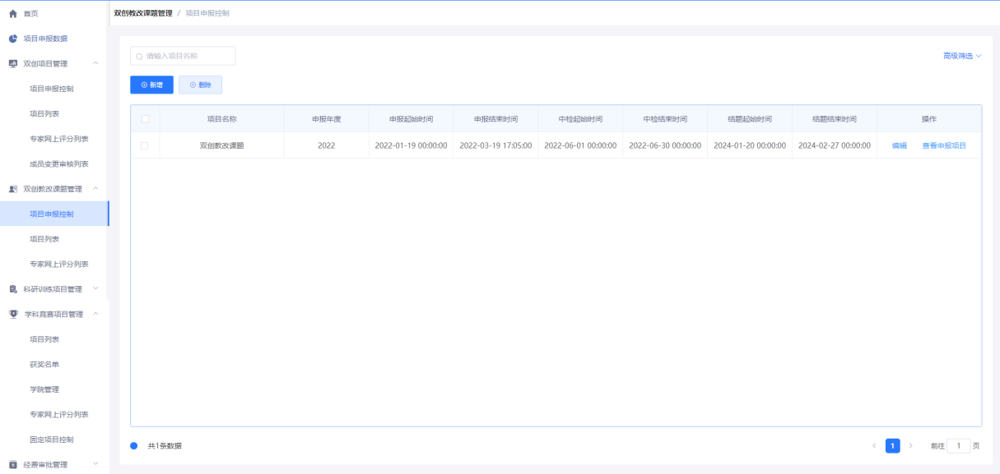 首页
项目申报数据
双创项目管理
项目申报控制
项目列表
专家网上评分列表
成员变更审核列表
双创教改课题管理
项目申报控制
项目列表
专家网上评分列表
科研训练项目管理
学科竞赛项目管理
项目列表
获奖名单
学院管理
专家网上评分列表
固定项目控制
经费审批管理
双创教改课题管理 / 项目申报控制
请输入项目名称 高级筛选
新增 删除
项目名称 申报年度 申报起始时间 申报结束时间 中检起始时间 中检结束时间 结题起始时间 结题结束时间 操作
双创教改课题 2022 2022-01-19 00:00:00 2022-03-19 17:05:00 2022-06-01 00:00:00 2022-06-30 00:00:00 2024-01-20 00:00:00 2024-02-27 00:00:00 编辑 查看申报项目
共1条数据 1 前往 1 页